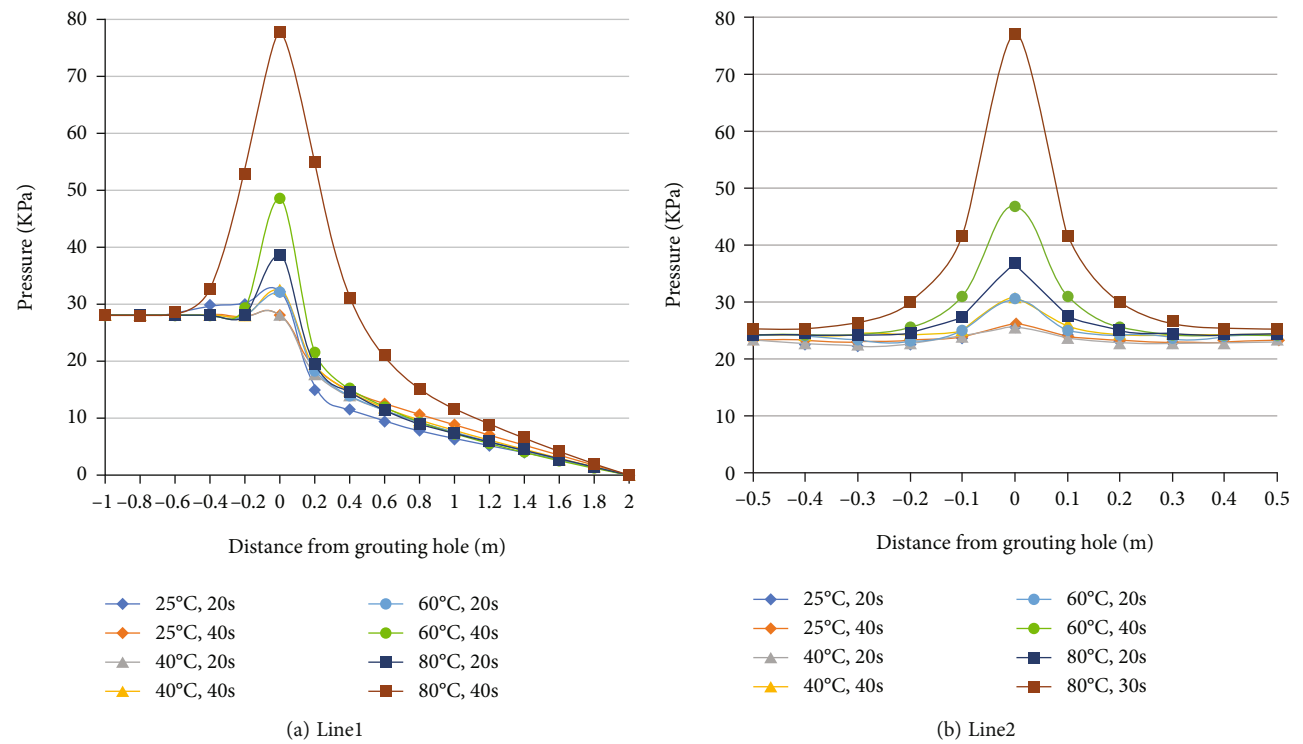 80
70
60
50
40
30
20
10
0
Pressure (KPa)
−1 −0.8 −0.6 −0.4 −0.2 0 0.2 0.4 0.6 0.8 1 1.2 1.4 1.6 1.8 2
Distance from grouting hole (m)
25°C, 20s
25°C, 40s
40°C, 20s
40°C, 40s
60°C, 20s
60°C, 40s
80°C, 20s
80°C, 40s
(a) Line1
80
70
60
50
40
30
20
10
0
Pressure (KPa)
−0.5 −0.4 −0.3 −0.2 −0.1 0 0.1 0.2 0.3 0.4 0.5
Distance from grouting hole (m)
25°C, 20s
25°C, 40s
40°C, 20s
40°C, 40s
60°C, 20s
60°C, 40s
80°C, 20s
80°C, 30s
(b) Line2